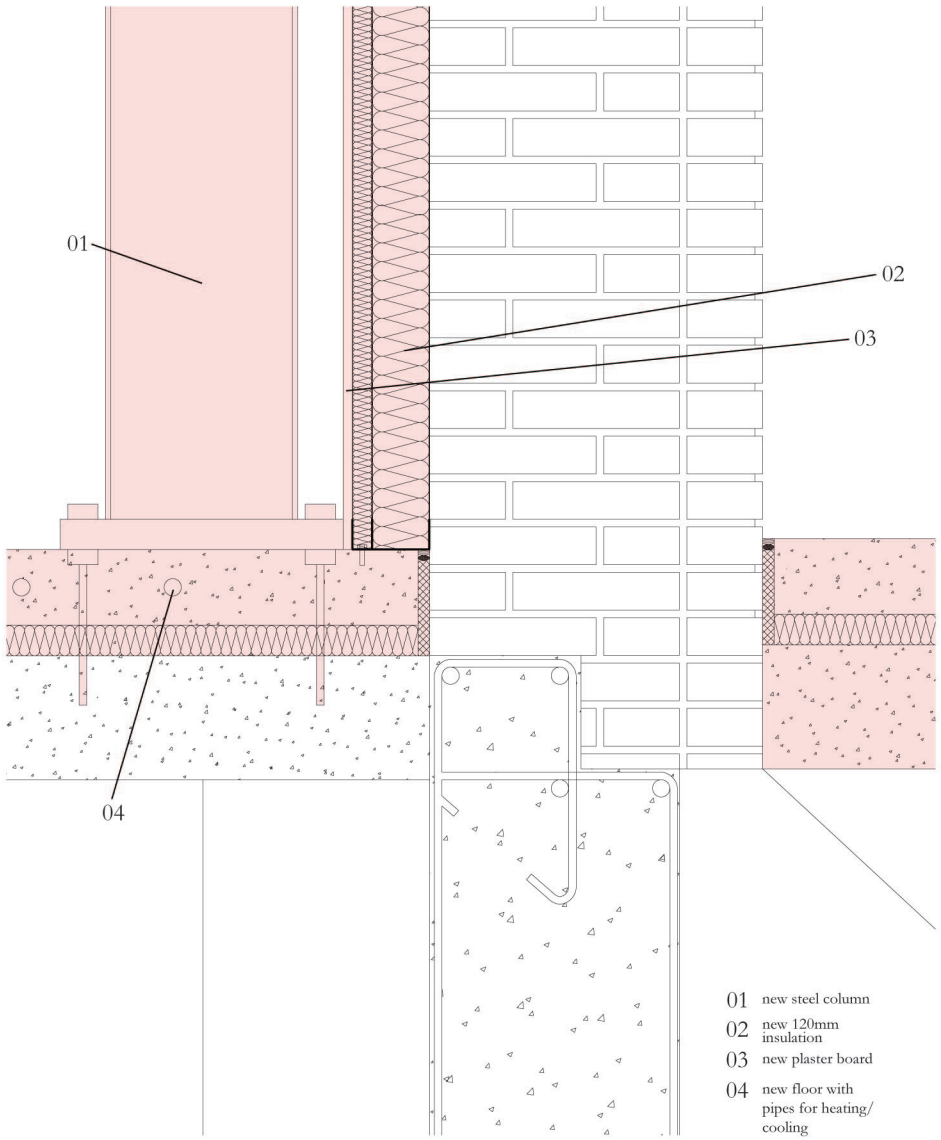 01
02
03
04
01 new steel column
02 new 120mm
insulation
03 new plaster board
04 new floor with
pipes for heating/
cooling